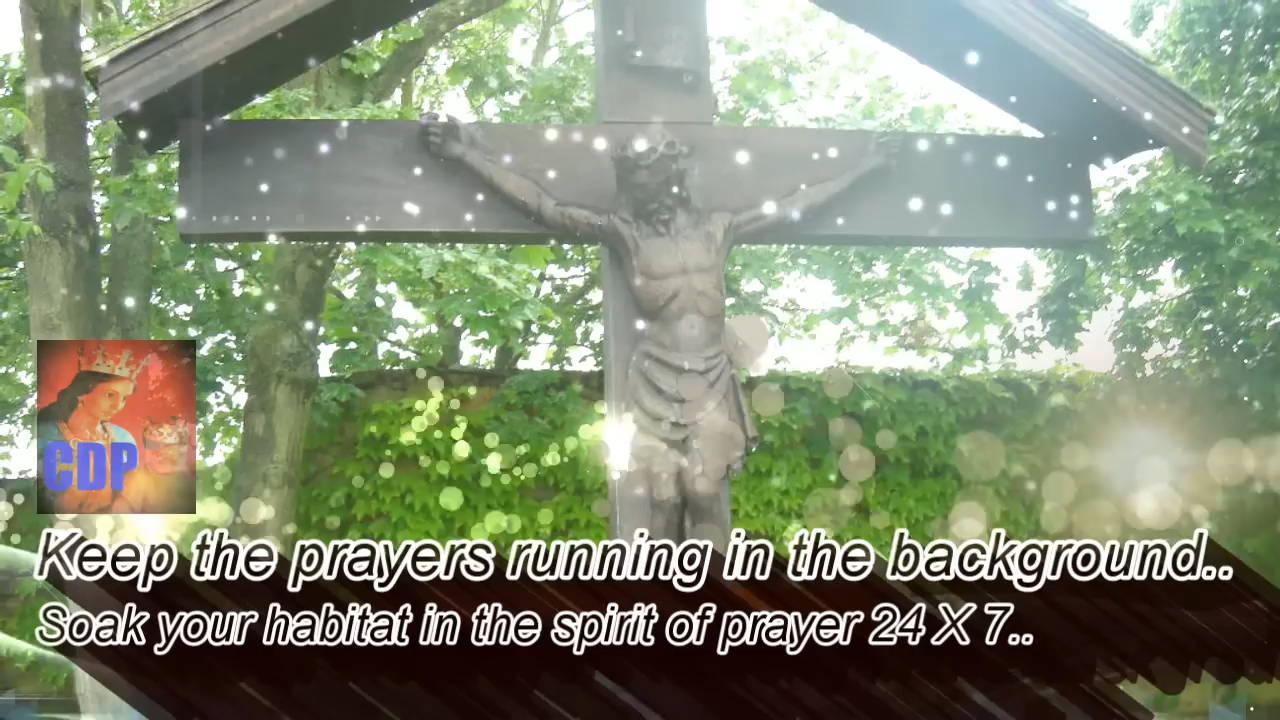 CDP
Keep the prayers running in the background..
Soak your habitat in the spirit of prayer 24 X 7..